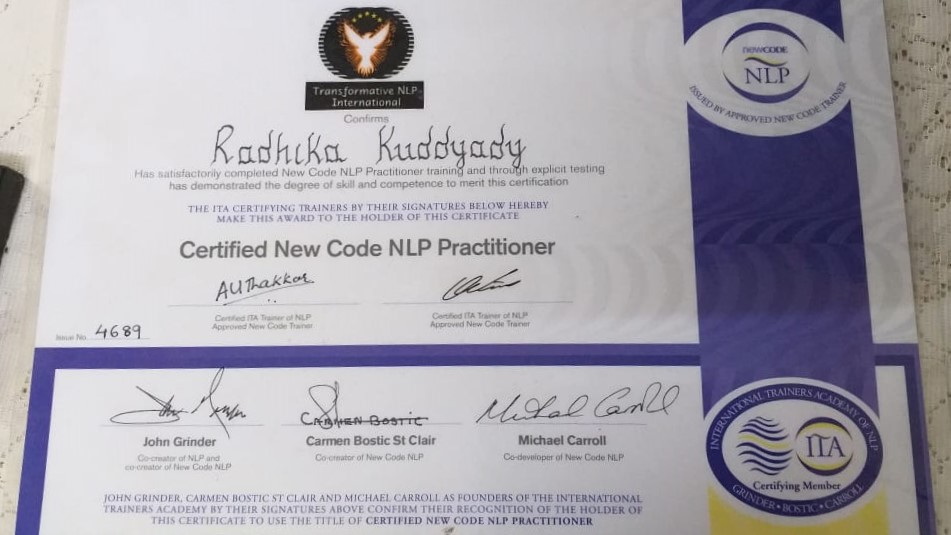 Transformative NLP
International
Confirms
Radhika Kuddyady
Has satisfactorily completed New Code NLP Practitioner training and through explicit testing
has demonstrated the degree of skill and competence to merit this certification
THE ITA CERTIFYING TRAINERS BY THEIR SIGNATURES BELOW HEREBY
MAKE THIS AWARD TO THE HOLDER OF THIS CERTIFICATE
Certified New Code NLP Practitioner
AUThakkar
Certified ITA Trainer of NLP
Approved New Code Trainer
Certified ITA Trainer of NLP
Approved New Code Trainer
Issue No. 4689
newCODE
NLP
ISSUED BY APPROVED NEW CODE TRAINER
CARMEN BOSTIC
Michael Carroll
John Grinder
Co-creator of NLP and
co-creator of New Code NLP
Carmen Bostic St Clair
Co-creator of New Code NLP
Michael Carroll
Co-developer of New Code NLP
JOHN GRINDER, CARMEN BOSTIC ST CLAIR AND MICHAEL CARROLL AS FOUNDERS OF THE INTERNATIONAL
TRAINERS ACADEMY BY THEIR SIGNATURES ABOVE CONFIRM THEIR RECOGNITION OF THE HOLDER OF
THIS CERTIFICATE TO USE THE TITLE OF CERTIFIED NEW CODE NLP PRACTITIONER
INTERNATIONAL TRAINERS ACADEMY OF NLP
ITA
Certifying Member
GRINDER • BOSTIC • CARROLL